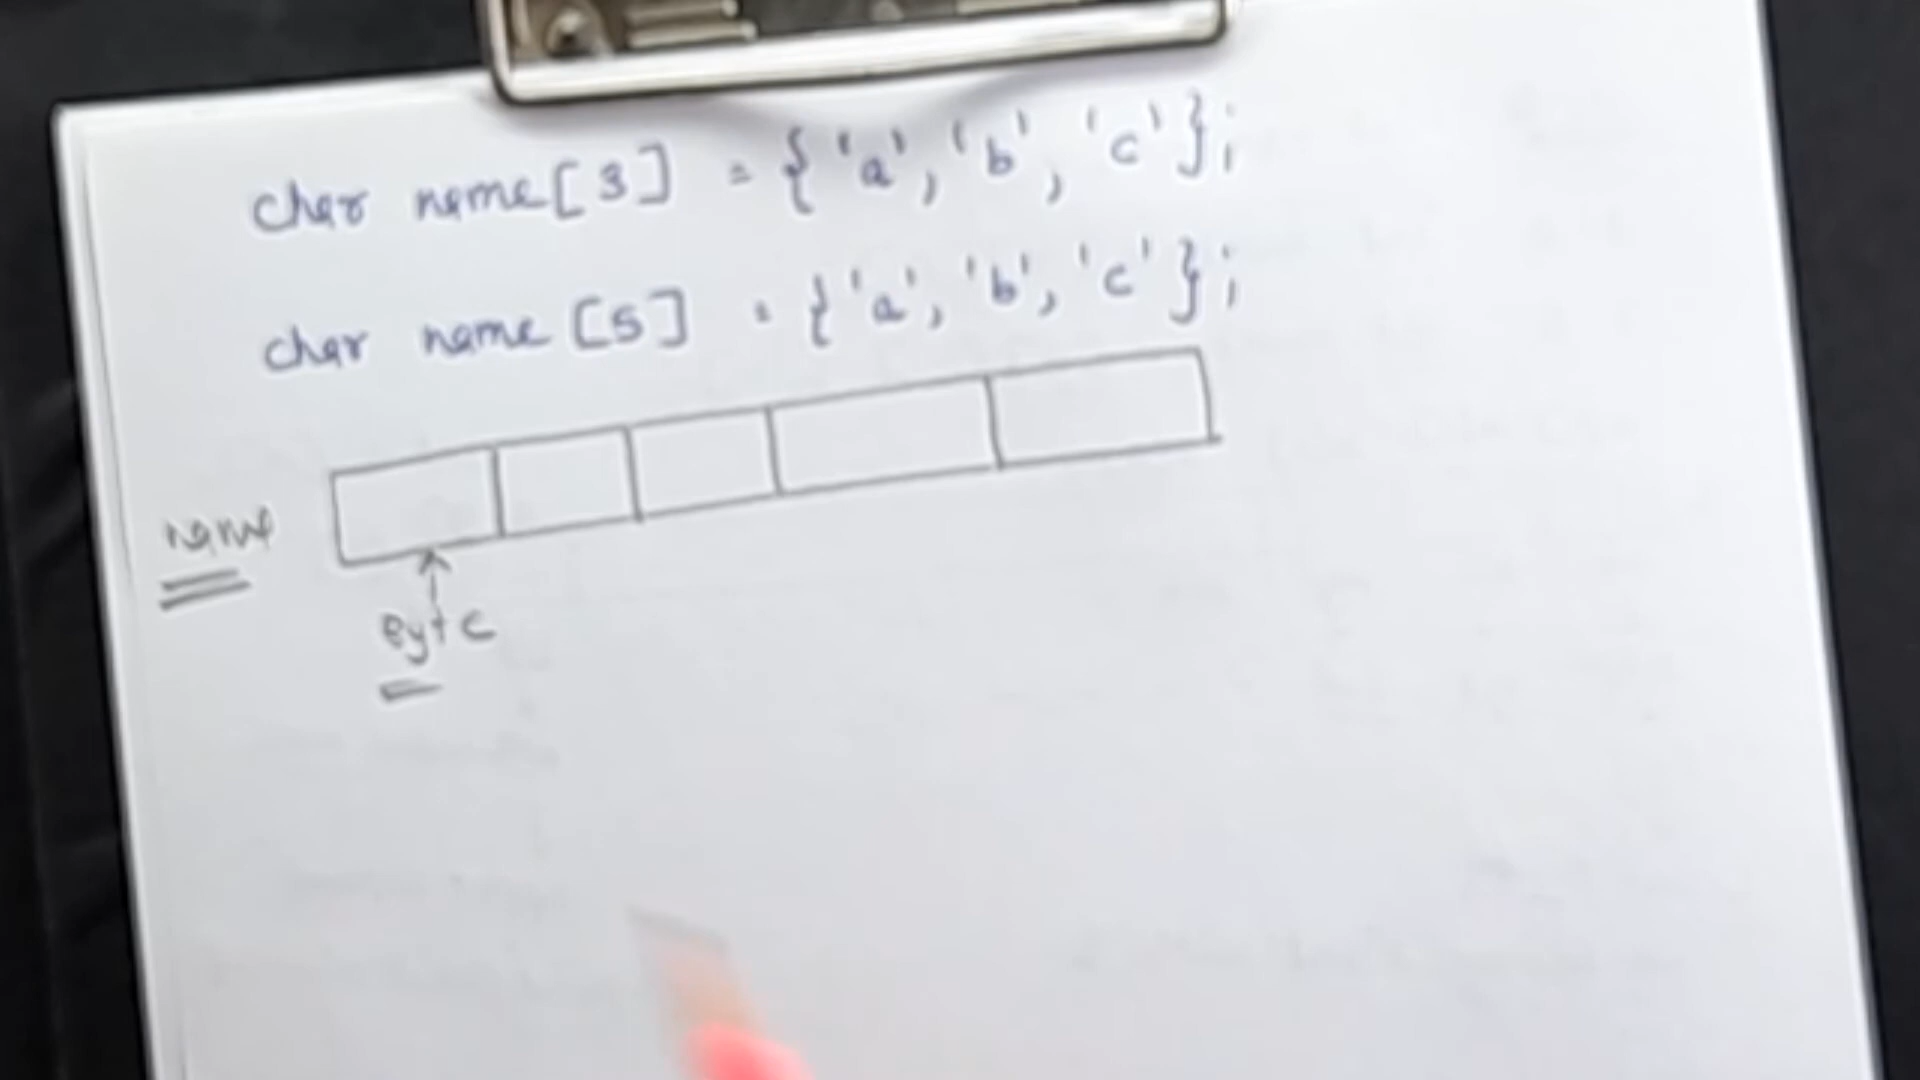 char name[3] = {'a', 'b', 'c'};
char name[5] = {'a', 'b', 'c'};
name
Byte